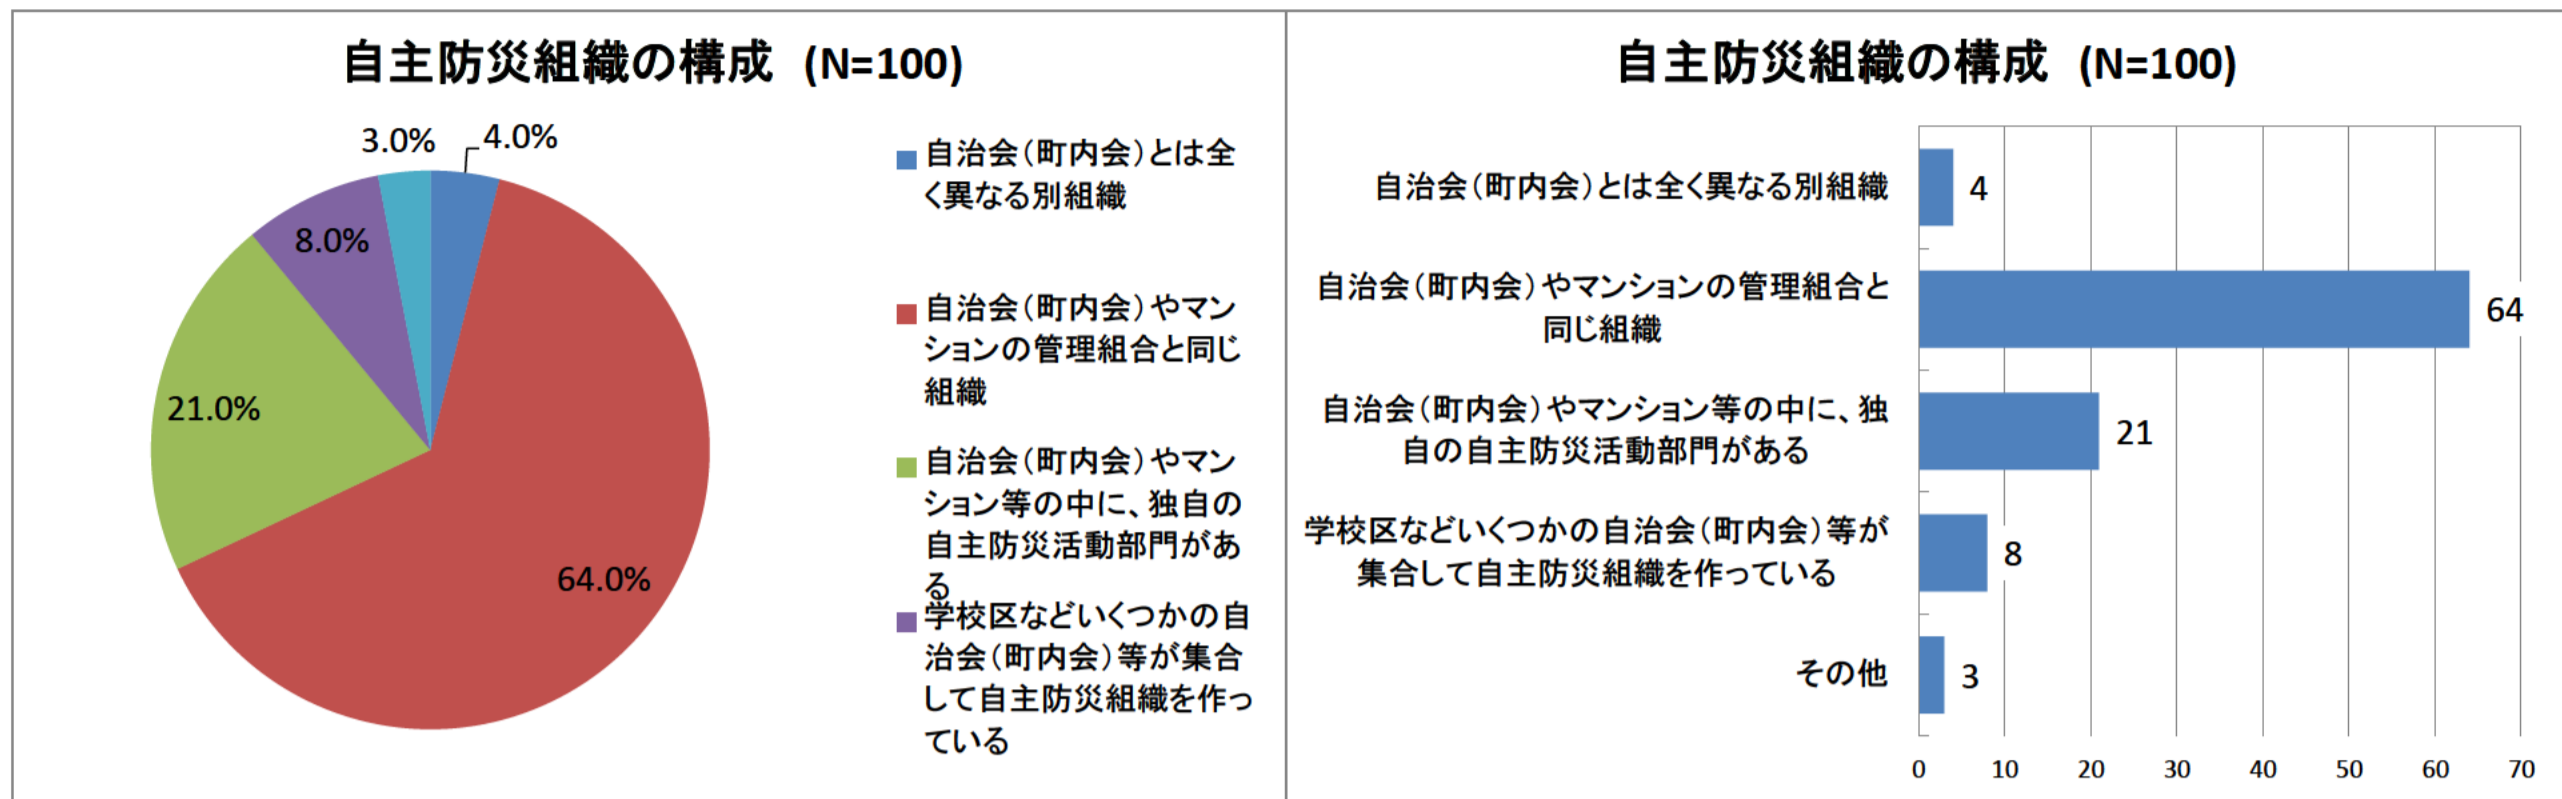 自主防災組織の構成 (N=100)
3.0%
4.0%
8.0%
21.0%
64.0%
自治会(町内会)とは全
く異なる別組織
自治会(町内会)やマン
ションの管理組合と同じ
組織
自治会(町内会)やマン
ション等の中に、独自の
自主防災活動部門があ
る
学校区などいくつかの自
治会(町内会)等が集合
して自主防災組織を作っ
ている
自主防災組織の構成 (N=100)
自治会(町内会)とは全く異なる別組織
4
自治会(町内会)やマンションの管理組合と
同じ組織
64
自治会(町内会)やマンション等の中に、独
自の自主防災活動部門がある
21
学校区などいくつかの自治会(町内会)等が
集合して自主防災組織を作っている
8
その他
3
0 10 20 30 40 50 60 70